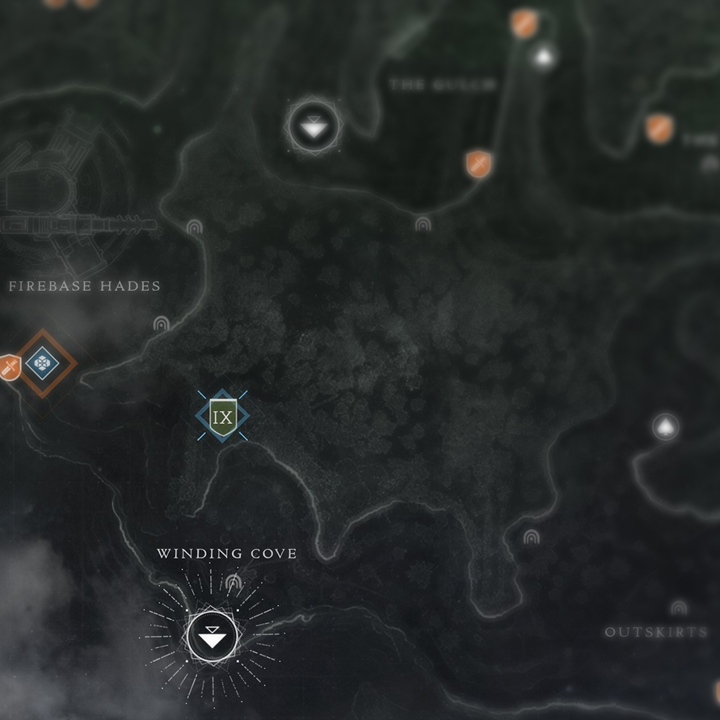 THE GULCH
FIREBASE HADES
IX
WINDING COVE
OUTSKIRTS